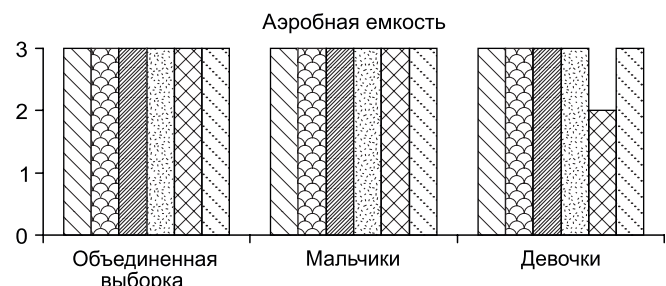 Аэробная емкость
3
2
1
0
Объединенная
выборка
Мальчики
Девочки